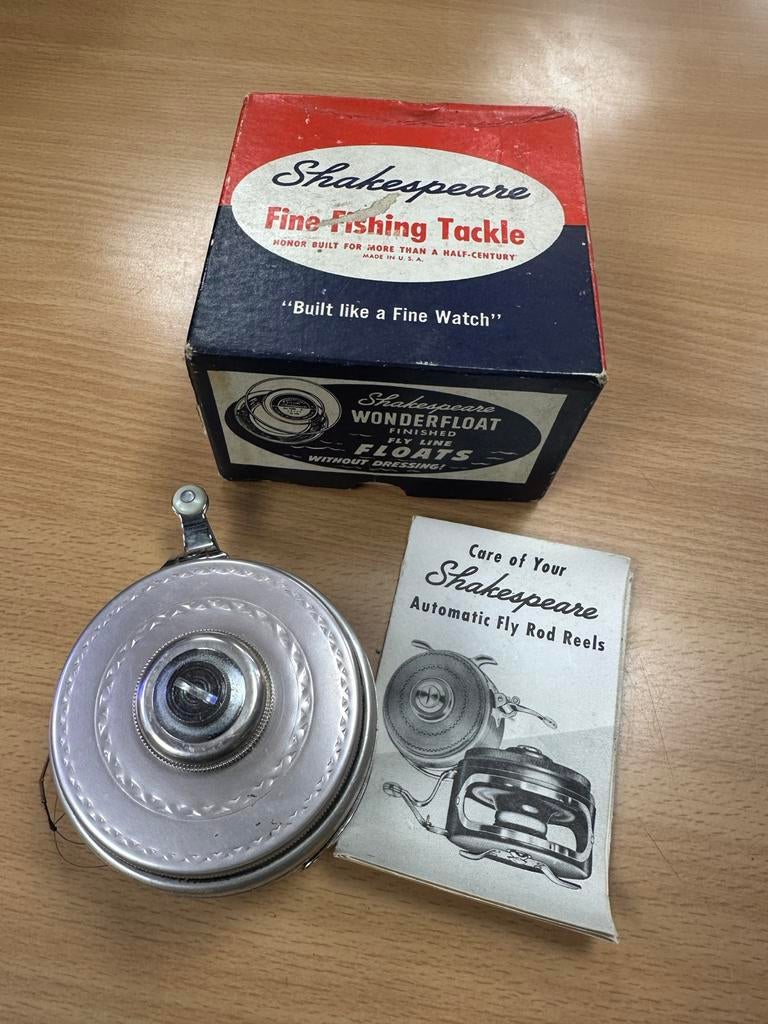 Shakespeare
Fine Fishing Tackle
HONOR BUILT FOR MORE THAN A HALF-CENTURY
MADE IN U. S. A.
"Built like a Fine Watch"
Shakespeare
WONDERFLOAT
FINISHED
FLY LINE
FLOATS
WITHOUT DRESSING!
Care of Your
Shakespeare
Automatic Fly Rod Reels